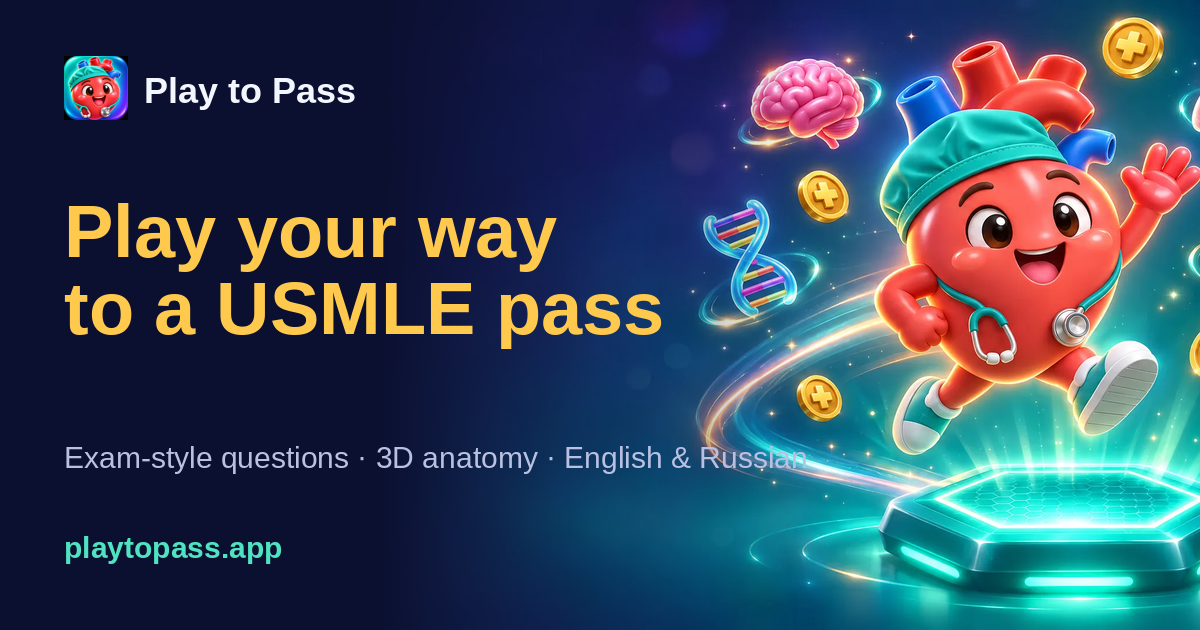 Play to Pass
Play your way
to a USMLE pass
Exam-style questions · 3D anatomy · English & Russian
playtopass.app